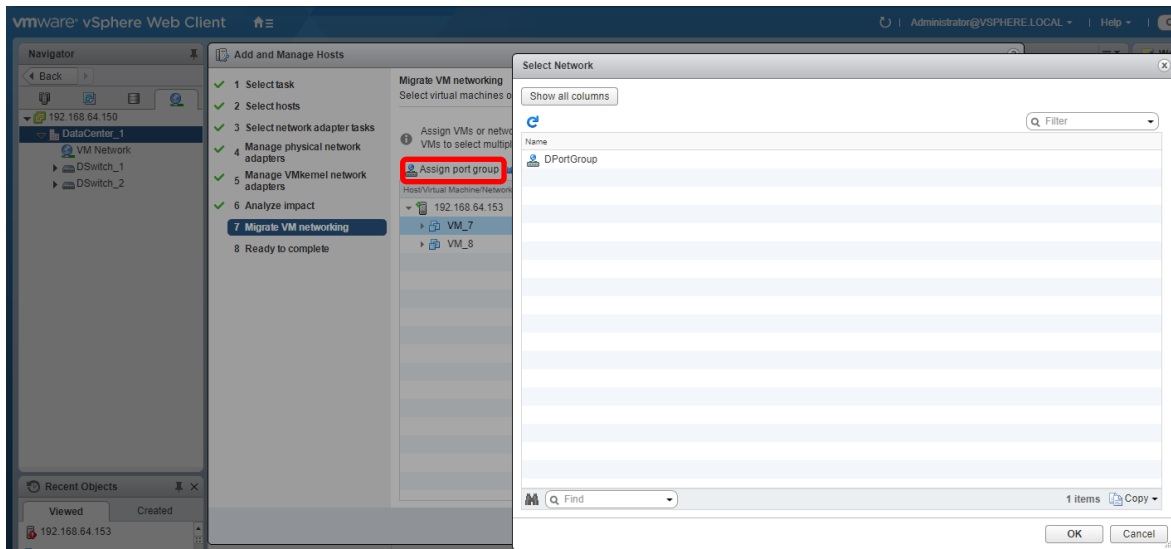 vmware® vSphere Web Client
Administrator@VSPHERE.LOCAL
Help
Navigator
Back
192.168.64.150
DataCenter_1
VM Network
DSwitch_1
DSwitch_2
Recent Objects
Viewed Created
192.168.64.153
Add and Manage Hosts
1 Select task
2 Select hosts
3 Select network adapter tasks
4 Manage physical network
adapters
5 Manage VMkernel network
adapters
6 Analyze impact
7 Migrate VM networking
8 Ready to complete
Migrate VM networking
Select virtual machines o
Assign VMs or netwo
VMs to select multipl
Assign port group
Host/Virtual Machine/Network
192.168.64.153
VM_7
VM_8
Select Network
Show all columns
Filter
Name
DPortGroup
Find
1 items Copy
OK Cancel